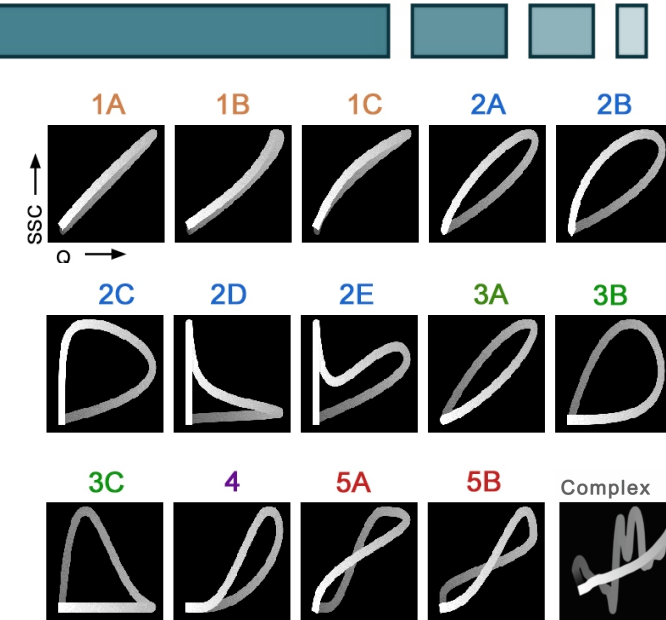 1A 1B 1C 2A 2B
SSC
Q
2C 2D 2E 3A 3B
3C 4 5A 5B Complex